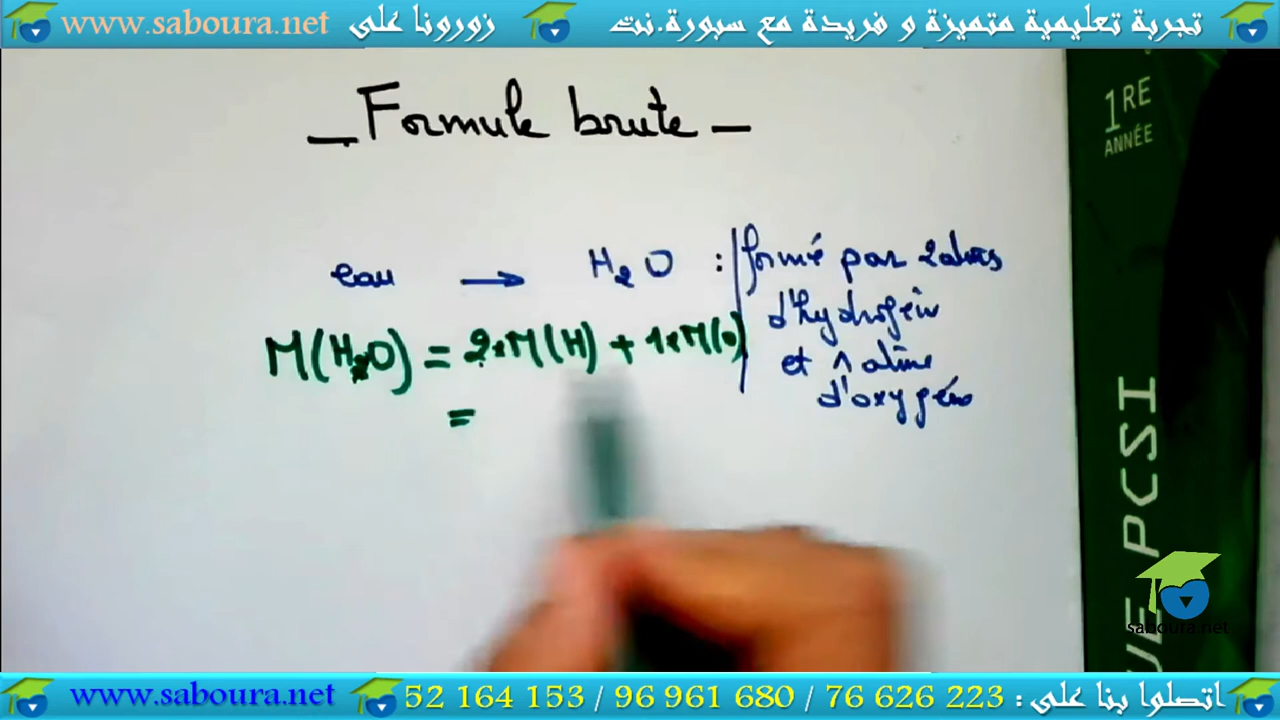 www.saboura.net زورونا على
تجربة تعليمية متميزة و فريدة مع سبورة.نت
_ Formule brute _
1RE
ANNÉE
eau → H₂O : formé par 2 atomes
d'hydrogène
et 1 atome
d'oxygène
M(H₂O) = 2×M(H) + 1×M(O)
=
PCSI
saboura.net
www.saboura.net
اتصلوا بنا على : 52 164 153 / 96 961 680 / 76 626 223